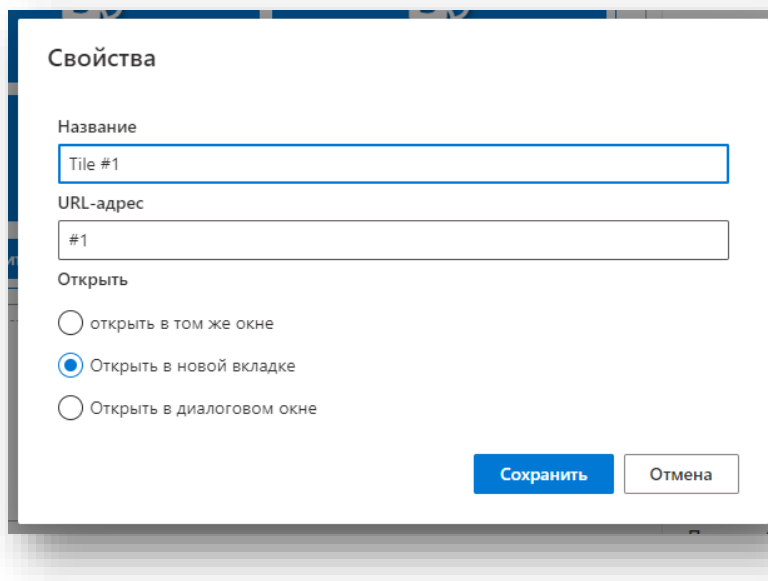 Свойства
Название
Tile #1
URL-адрес
#1
Открыть
открыть в том же окне
Открыть в новой вкладке
Открыть в диалоговом окне
Сохранить Отмена